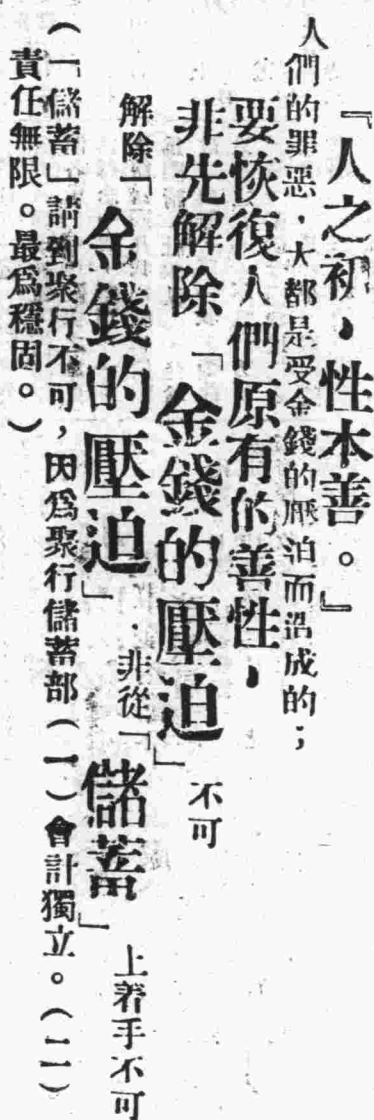 『人之初，性本善。』
人們的罪惡，大都是受金錢的壓迫而造成的；
要恢復人們原有的善性，
非先解除「金錢的壓迫」不可
解除「金錢的壓迫」．非從「儲蓄」上着手不可
（「儲蓄」請到聚行不可，因爲聚行儲蓄部（一）會計獨立。（二）
責任無限。最爲穩固。）